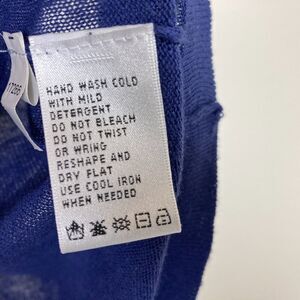 HAND WASH COLD
WITH MILD
DETERGENT
DO NOT BLEACH
DO NOT TWIST
OR WRING
RESHAPE AND
DRY FLAT
USE COOL IRON
WHEN NEEDED